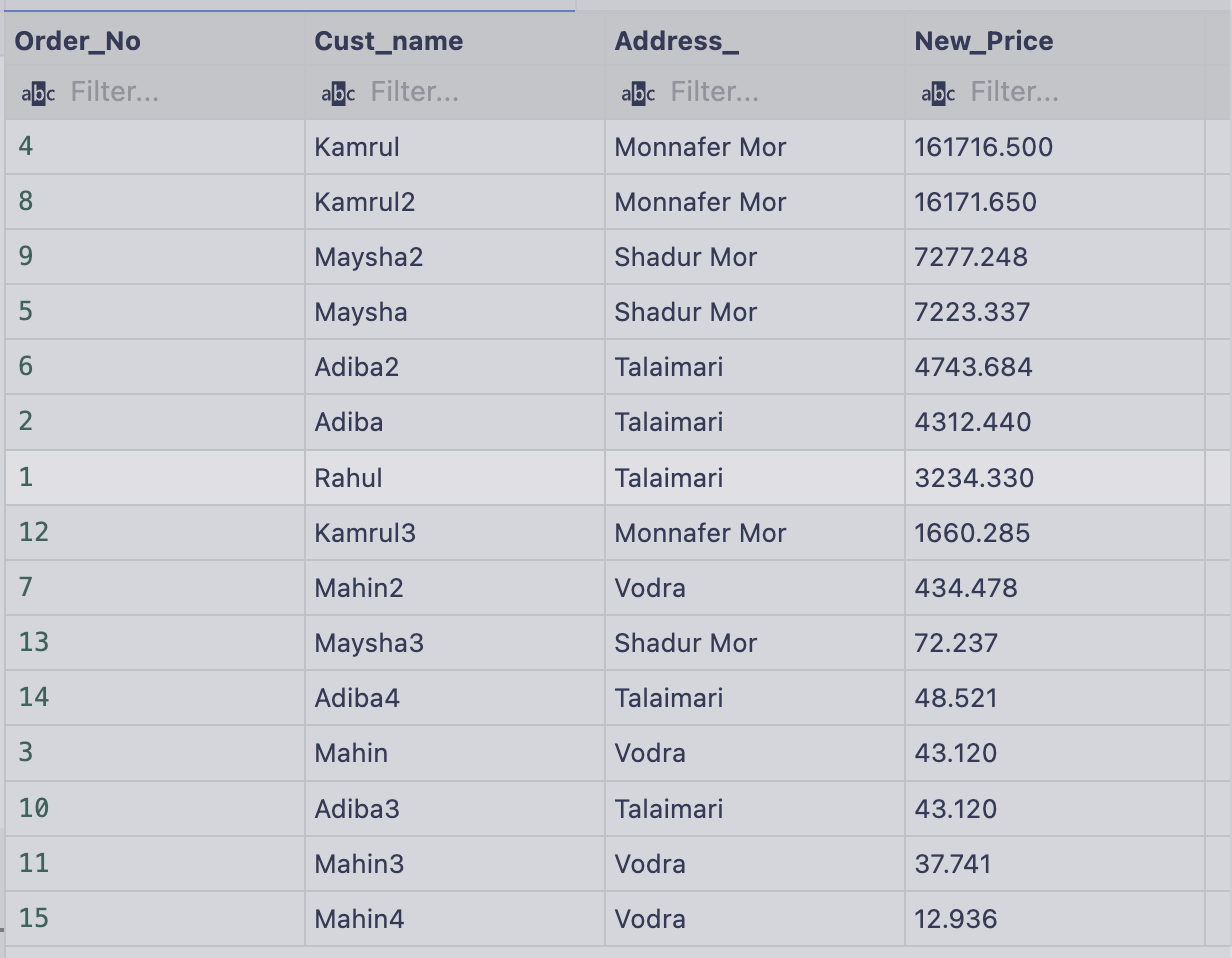 Order_No Cust_name Address_ New_Price
abc Filter... abc Filter... abc Filter... abc Filter...
4 Kamrul Monnafer Mor 161716.500
8 Kamrul2 Monnafer Mor 16171.650
9 Maysha2 Shadur Mor 7277.248
5 Maysha Shadur Mor 7223.337
6 Adiba2 Talaimari 4743.684
2 Adiba Talaimari 4312.440
1 Rahul Talaimari 3234.330
12 Kamrul3 Monnafer Mor 1660.285
7 Mahin2 Vodra 434.478
13 Maysha3 Shadur Mor 72.237
14 Adiba4 Talaimari 48.521
3 Mahin Vodra 43.120
10 Adiba3 Talaimari 43.120
11 Mahin3 Vodra 37.741
15 Mahin4 Vodra 12.936